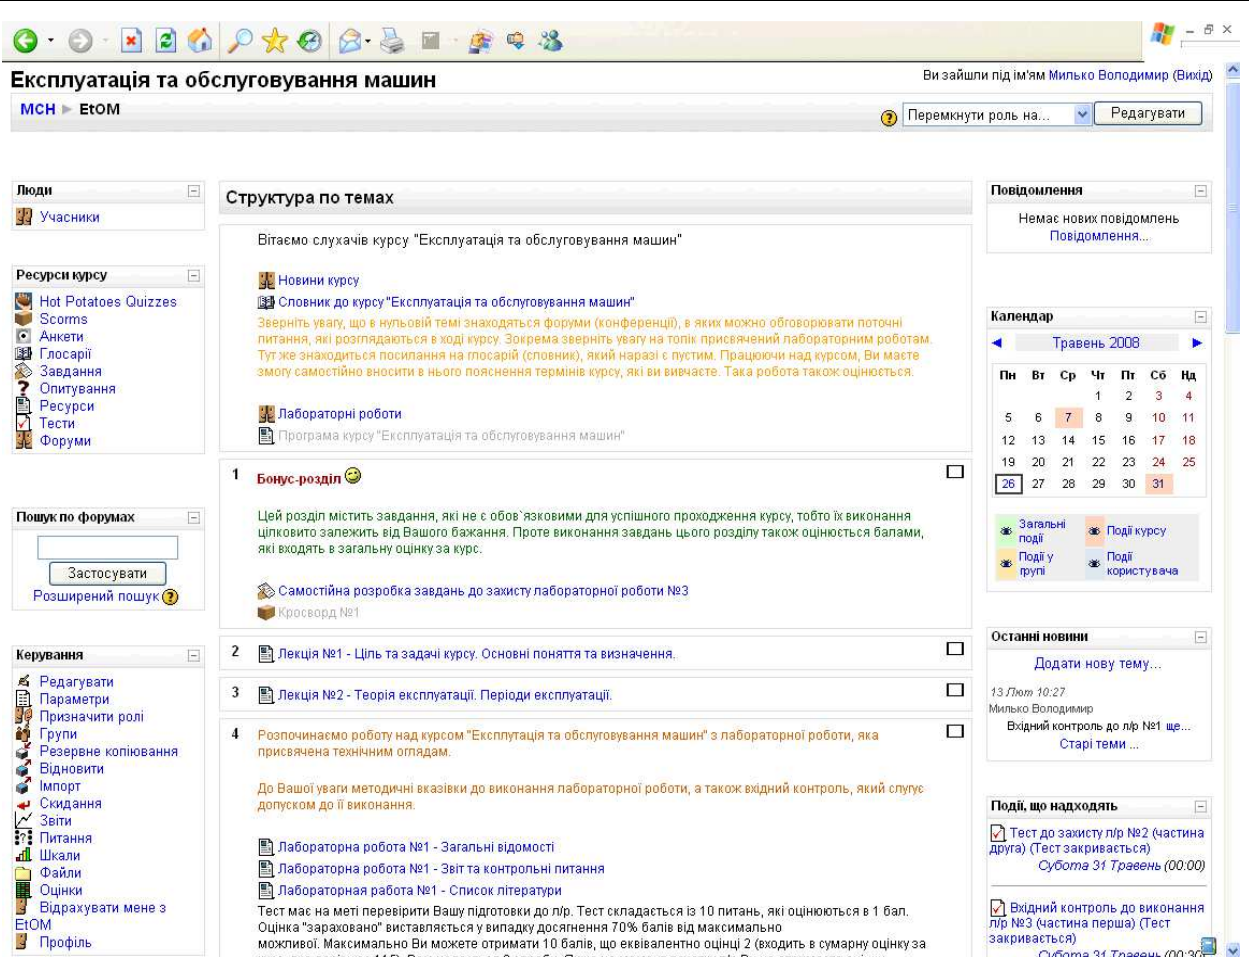 Експлуатація та обслуговування машин
Ви зайшли під ім'ям Милько Володимир (Вихід)
МСН ► EtOM
Перемкнути роль на...
Редагувати
Люди
Учасники
Ресурси курсу
Hot Potatoes Quizzes
Scorms
Анкети
Глосарії
Завдання
Опитування
Ресурси
Тести
Форуми
Пошук по форумах
Застосувати
Розширений пошук
Керування
Редагувати
Параметри
Призначити ролі
Групи
Резервне копіювання
Відновити
Імпорт
Скидання
Звіти
Питання
Шкали
Файли
Оцінки
Відрахувати мене з
EtOM
Профіль
Структура по темах
Вітаємо слухачів курсу "Експлуатація та обслуговування машин"
Новини курсу
Словник до курсу "Експлуатація та обслуговування машин"
Зверніть увагу, що в нульовій темі знаходяться форуми (конференції), в яких можно обговорювати поточні
питання, які розглядаються в ході курсу. Зокрема зверніть увагу на топік присвячений лабораторним роботам.
Тут же знаходиться посилання на глосарій (словник), який наразі є пустим. Працюючи над курсом, Ви маєте
змогу самостійно вносити в нього пояснення термінів курсу, які ви вивчаєте. Така робота також оцінюється.
Лабораторні роботи
Програма курсу "Експлуатація та обслуговування машин"
1 Бонус-розділ
Цей розділ містить завдання, які не є обов`язковими для успішного проходження курсу, тобто їх виконання
цілковито залежить від Вашого бажання. Проте виконання завдань цього розділу також оцінюється балами,
які входять в загальну оцінку за курс.
Самостійна розробка завдань до захисту лабораторної роботи №3
Кросворд №1
2 Лекція №1 - Ціль та задачі курсу. Основні поняття та визначення.
3 Лекція №2 - Теорія експлуатації. Періоди експлуатації.
4 Розпочинаємо роботу над курсом "Експлутація та обслуговування машин" з лабораторної роботи, яка
присвячена технічним оглядам.
До Вашої уваги методичні вказівки до виконання лабораторної роботи, а також вхідний контроль, який слугує
допуском до її виконання.
Лабораторна робота №1 - Загальні відомості
Лабораторна робота №1 - Звіт та контрольні питання
Лабораторная работа №1 - Список літератури
Тест має на меті перевірити Вашу підготовки до л/р. Тест складається із 10 питань, які оцінюються в 1 бал.
Оцінка "зараховано" виставляється у випадку досягнення 70% балів від максимально
можливої. Максимально Ви можете отримати 10 балів, що еквівалентно оцінці 2 (входить в сумарну оцінку за
Повідомлення
Немає нових повідомлень
Повідомлення...
Календар
◄ Травень 2008 ►
Пн Вт Ср Чт Пт Сб Нд
1 2 3 4
5 6 7 8 9 10 11
12 13 14 15 16 17 18
19 20 21 22 23 24 25
26 27 28 29 30 31
Загальні події
Події курсу
Події у групі
Події користувача
Останні новини
Додати нову тему...
13 Лют 10:27
Милько Володимир
Вхідний контроль до л/р №1 ще...
Старі теми ...
Події, що надходять
Тест до захисту л/р №2 (частина
друга) (Тест закривається)
Субота 31 Травень (00:00)
Вхідний контроль до виконання
л/р №3 (частина перша) (Тест
закривається)
Субота 31 Травень